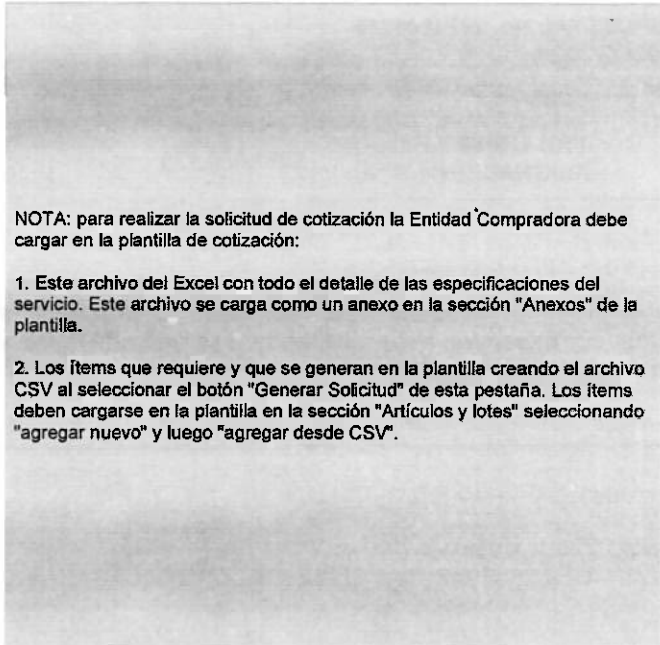 NOTA: para realizar la solicitud de cotización la Entidad Compradora debe
cargar en la plantilla de cotización:
1. Este archivo del Excel con todo el detalle de las especificaciones del
servicio. Este archivo se carga como un anexo en la sección "Anexos" de la
plantilla.
2. Los ítems que requiere y que se generan en la plantilla creando el archivo
CSV al seleccionar el botón "Generar Solicitud" de esta pestaña. Los ítems
deben cargarse en la plantilla en la sección "Artículos y lotes" seleccionando
"agregar nuevo" y luego "agregar desde CSV".